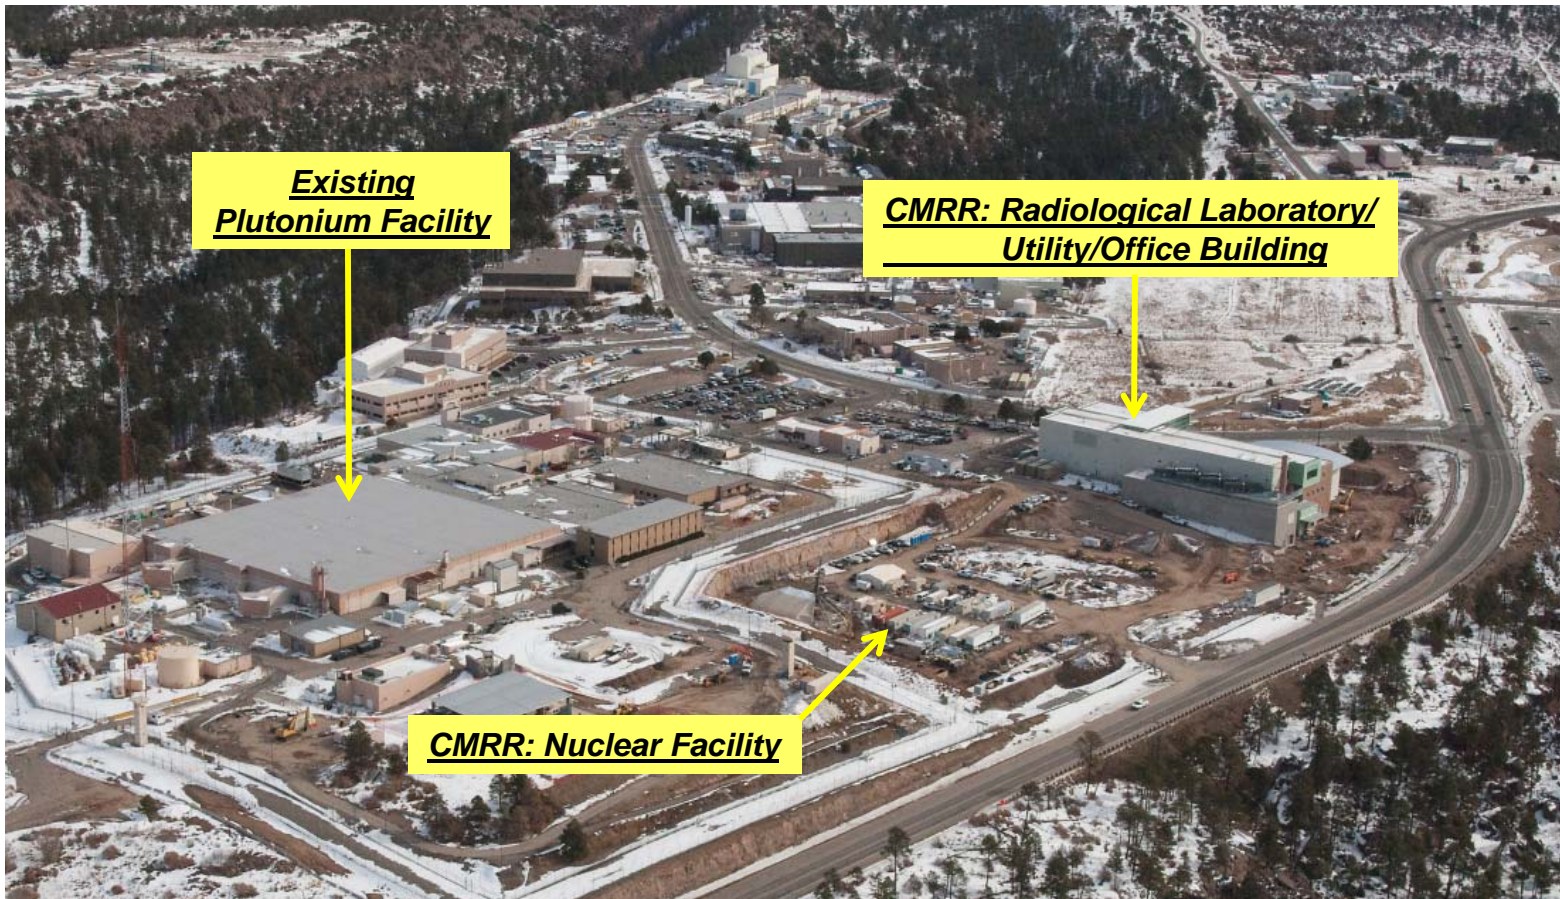 Existing
Plutonium Facility
CMRR: Radiological Laboratory/
Utility/Office Building
CMRR: Nuclear Facility